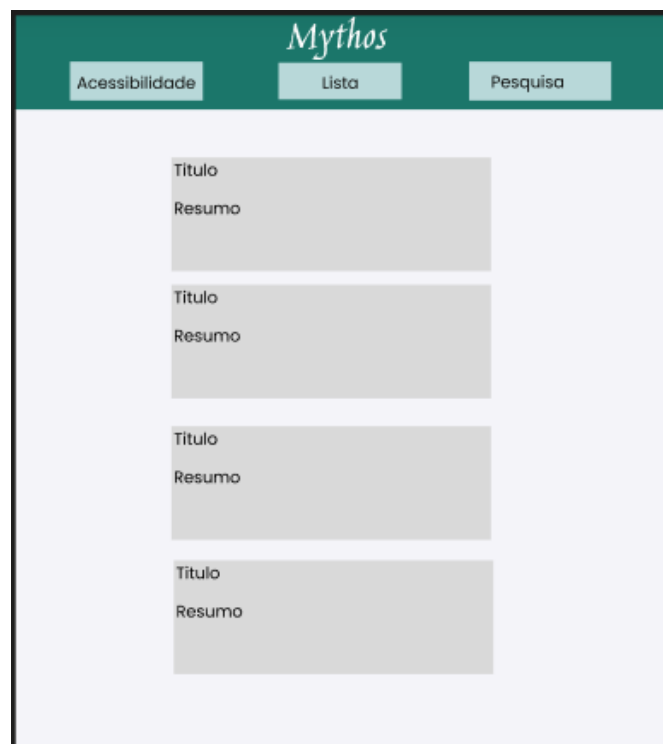 Mythos
Acessibilidade Lista Pesquisa
Titulo
Resumo
Titulo
Resumo
Titulo
Resumo
Titulo
Resumo